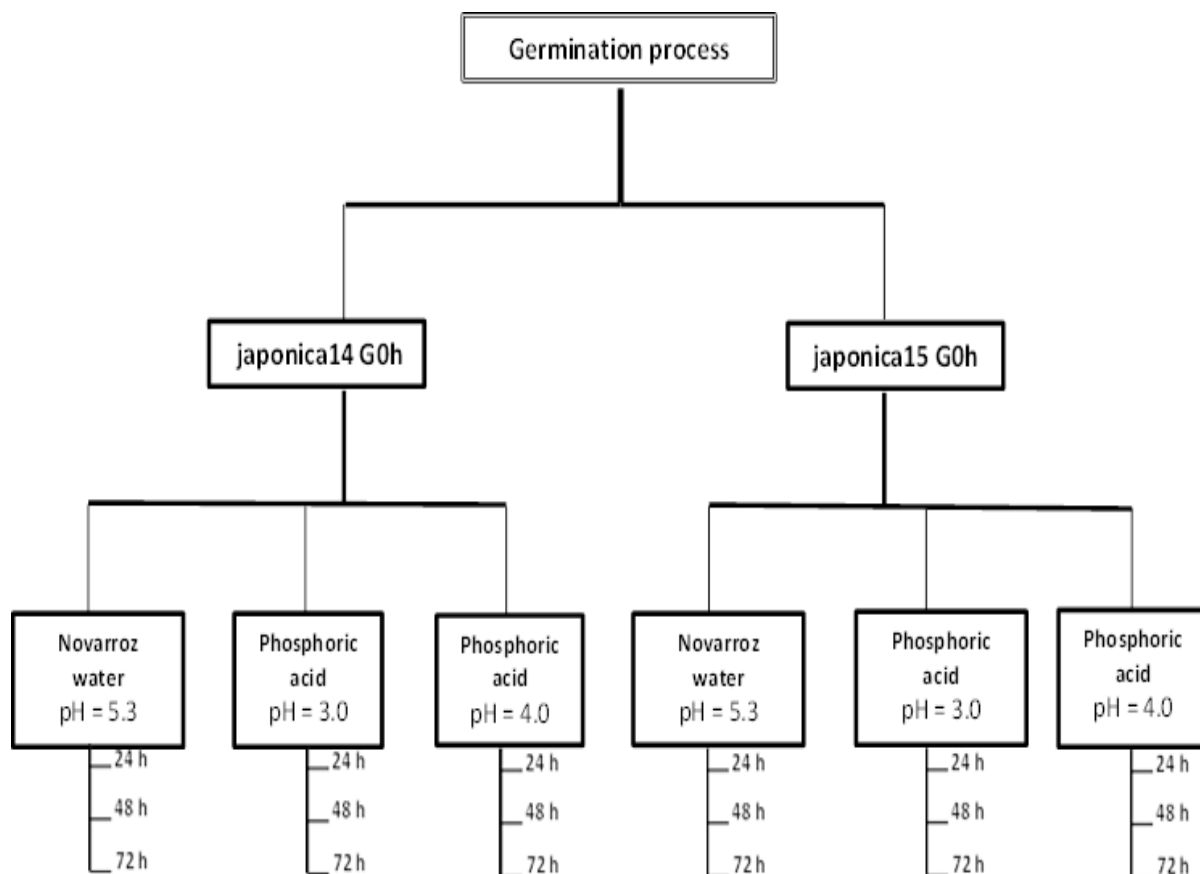 Germination process
japonica14 G0h
japonica15 G0h
Novarroz
water
pH = 5.3
24 h
48 h
72 h
Phosphoric
acid
pH = 3.0
24 h
48 h
72 h
Phosphoric
acid
pH = 4.0
24 h
48 h
72 h
Novarroz
water
pH = 5.3
24 h
48 h
72 h
Phosphoric
acid
pH = 3.0
24 h
48 h
72 h
Phosphoric
acid
pH = 4.0
24 h
48 h
72 h